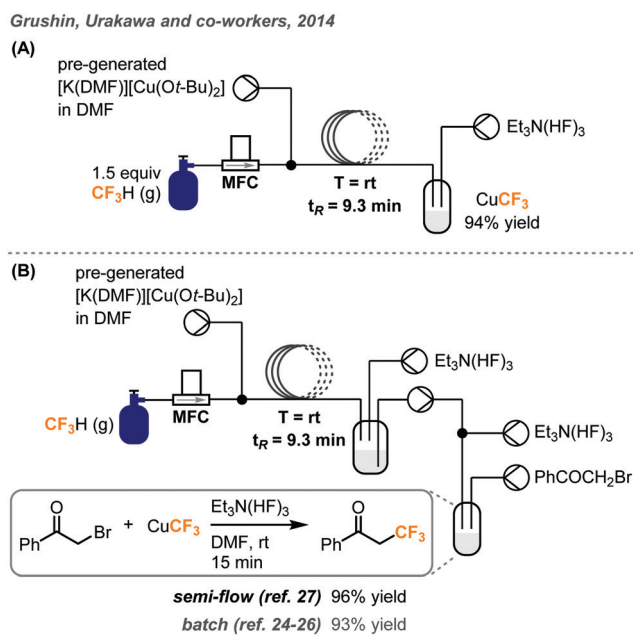 Grushin, Urakawa and co-workers, 2014
(A)
pre-generated
[K(DMF)][Cu(Ot-Bu)2]
in DMF
Et3N(HF)3
1.5 equiv
CF3H (g)
MFC
T = rt
tR = 9.3 min
CuCF3
94% yield
(B)
pre-generated
[K(DMF)][Cu(Ot-Bu)2]
in DMF
Et3N(HF)3
CF3H (g)
MFC
T = rt
tR = 9.3 min
Et3N(HF)3
PhCOCH2Br
O
Ph
Br
+
CuCF3
Et3N(HF)3
DMF, rt
15 min
O
Ph
CF3
semi-flow (ref. 27) 96% yield
batch (ref. 24-26) 93% yield